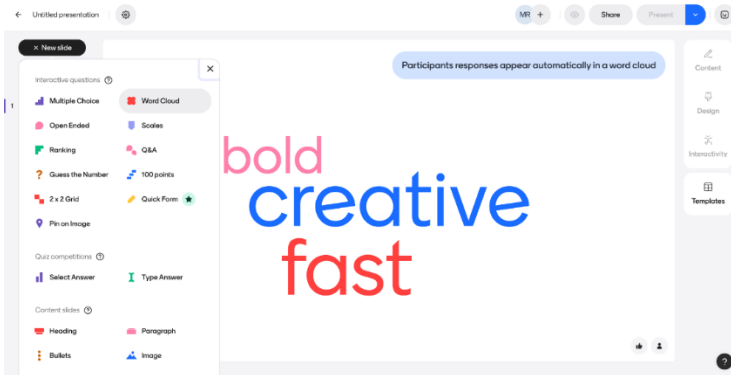 Untitled presentation
MR
Share
Present
New slide
Participants responses appear automatically in a word cloud
Interactive questions
Multiple Choice
Word Cloud
Open Ended
Scales
Ranking
Q&A
Guess the Number
100 points
2 x 2 Grid
Quick Form
Pin on Image
Quiz competitions
Select Answer
Type Answer
Content slides
Heading
Paragraph
Bullets
Image
1
bold
creative
fast
Content
Design
Interactivity
Templates